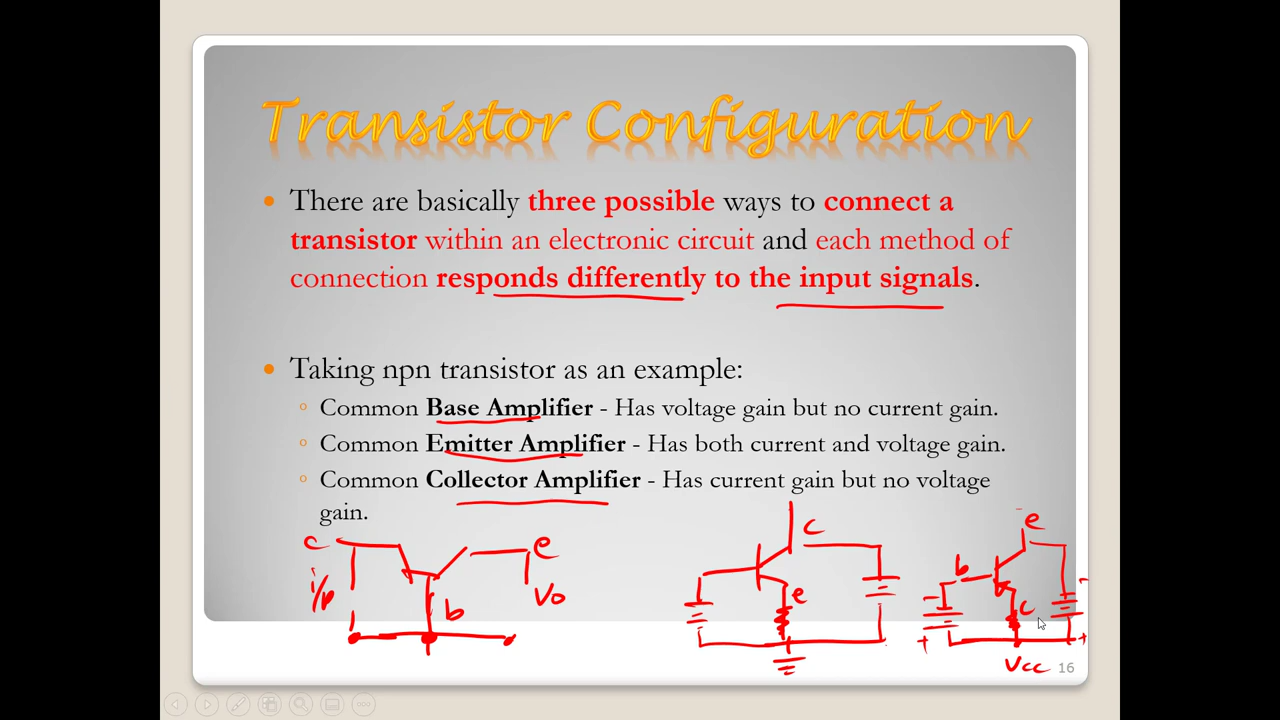 Transistor Configuration
There are basically three possible ways to connect a
transistor within an electronic circuit and each method of
connection responds differently to the input signals.
Taking npn transistor as an example:
Common Base Amplifier - Has voltage gain but no current gain.
Common Emitter Amplifier - Has both current and voltage gain.
Common Collector Amplifier - Has current gain but no voltage
gain.
c e
i/p b Vo
c
e
e
b
- -
c
+ +
Vcc 16